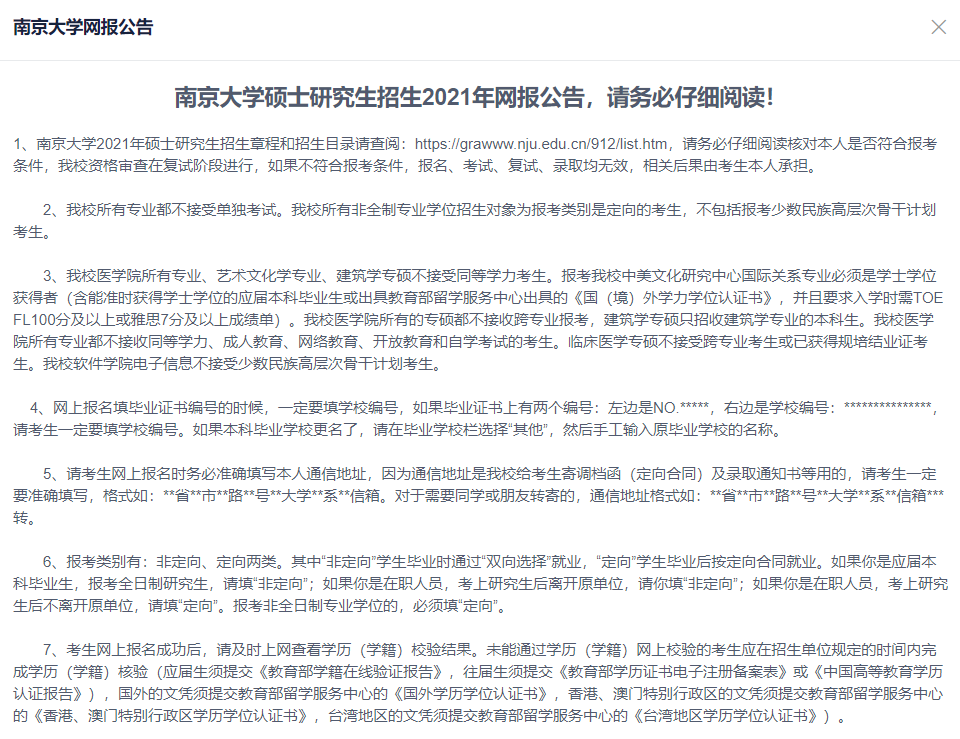 南京大学网报公告
南京大学硕士研究生招生2021年网报公告，请务必仔细阅读！
1、南京大学2021年硕士研究生招生章程和招生目录请查阅：https://grawww.nju.edu.cn/912/list.htm，请务必仔细阅读核对本人是否符合报考
条件，我校资格审查在复试阶段进行，如果不符合报考条件，报名、考试、复试、录取均无效，相关后果由考生本人承担。
2、我校所有专业都不接受单独考试。我校所有非全制专业学位招生对象为报考类别是定向的考生，不包括报考少数民族高层次骨干计划
考生。
3、我校医学院所有专业、艺术文化学专业、建筑学专硕不接受同等学力考生。报考我校中美文化研究中心国际关系专业必须是学士学位
获得者（含能准时获得学士学位的应届本科毕业生或出具教育部留学服务中心出具的《国（境）外学力学位认证书》，并且要求入学时需TOE
FL100分及以上或雅思7分及以上成绩单）。我校医学院所有的专硕都不接收跨专业报考，建筑学专硕只招收建筑学专业的本科生。我校医学
院所有专业都不接收同等学力、成人教育、网络教育、开放教育和自学考试的考生。临床医学专硕不接受跨专业考生或已获得规培结业证考
生。我校软件学院电子信息不接受少数民族高层次骨干计划考生。
4、网上报名填毕业证书编号的时候，一定要填学校编号，如果毕业证书上有两个编号：左边是NO.*****，右边是学校编号：***************，
请考生一定要填学校编号。如果本科毕业学校更名了，请在毕业学校栏选择“其他”，然后手工输入原毕业学校的名称。
5、请考生网上报名时务必准确填写本人通信地址，因为通信地址是我校给考生寄调档函（定向合同）及录取通知书等用的，请考生一定
要准确填写，格式如：**省**市**路**号**大学**系**信箱。对于需要同学或朋友转寄的，通信地址格式如：**省**市**路**号**大学**系**信箱***
转。
6、报考类别有：非定向、定向两类。其中“非定向”学生毕业时通过“双向选择”就业，“定向”学生毕业后按定向合同就业。如果你是应届本
科毕业生，报考全日制研究生，请填“非定向”；如果你是在职人员，考上研究生后离开原单位，请你填“非定向”；如果你是在职人员，考上研究
生后不离开原单位，请填“定向”。报考非全日制专业学位的，必须填“定向”。
7、考生网上报名成功后，请及时上网查看学历（学籍）校验结果。未能通过学历（学籍）网上校验的考生应在招生单位规定的时间内完
成学历（学籍）核验（应届生须提交《教育部学籍在线验证报告》，往届生须提交《教育部学历证书电子注册备案表》或《中国高等教育学历
认证报告》），国外的文凭须提交教育部留学服务中心的《国外学历学位认证书》，香港、澳门特别行政区的文凭须提交教育部留学服务中心
的《香港、澳门特别行政区学历学位认证书》，台湾地区的文凭须提交教育部留学服务中心的《台湾地区学历学位认证书》）。